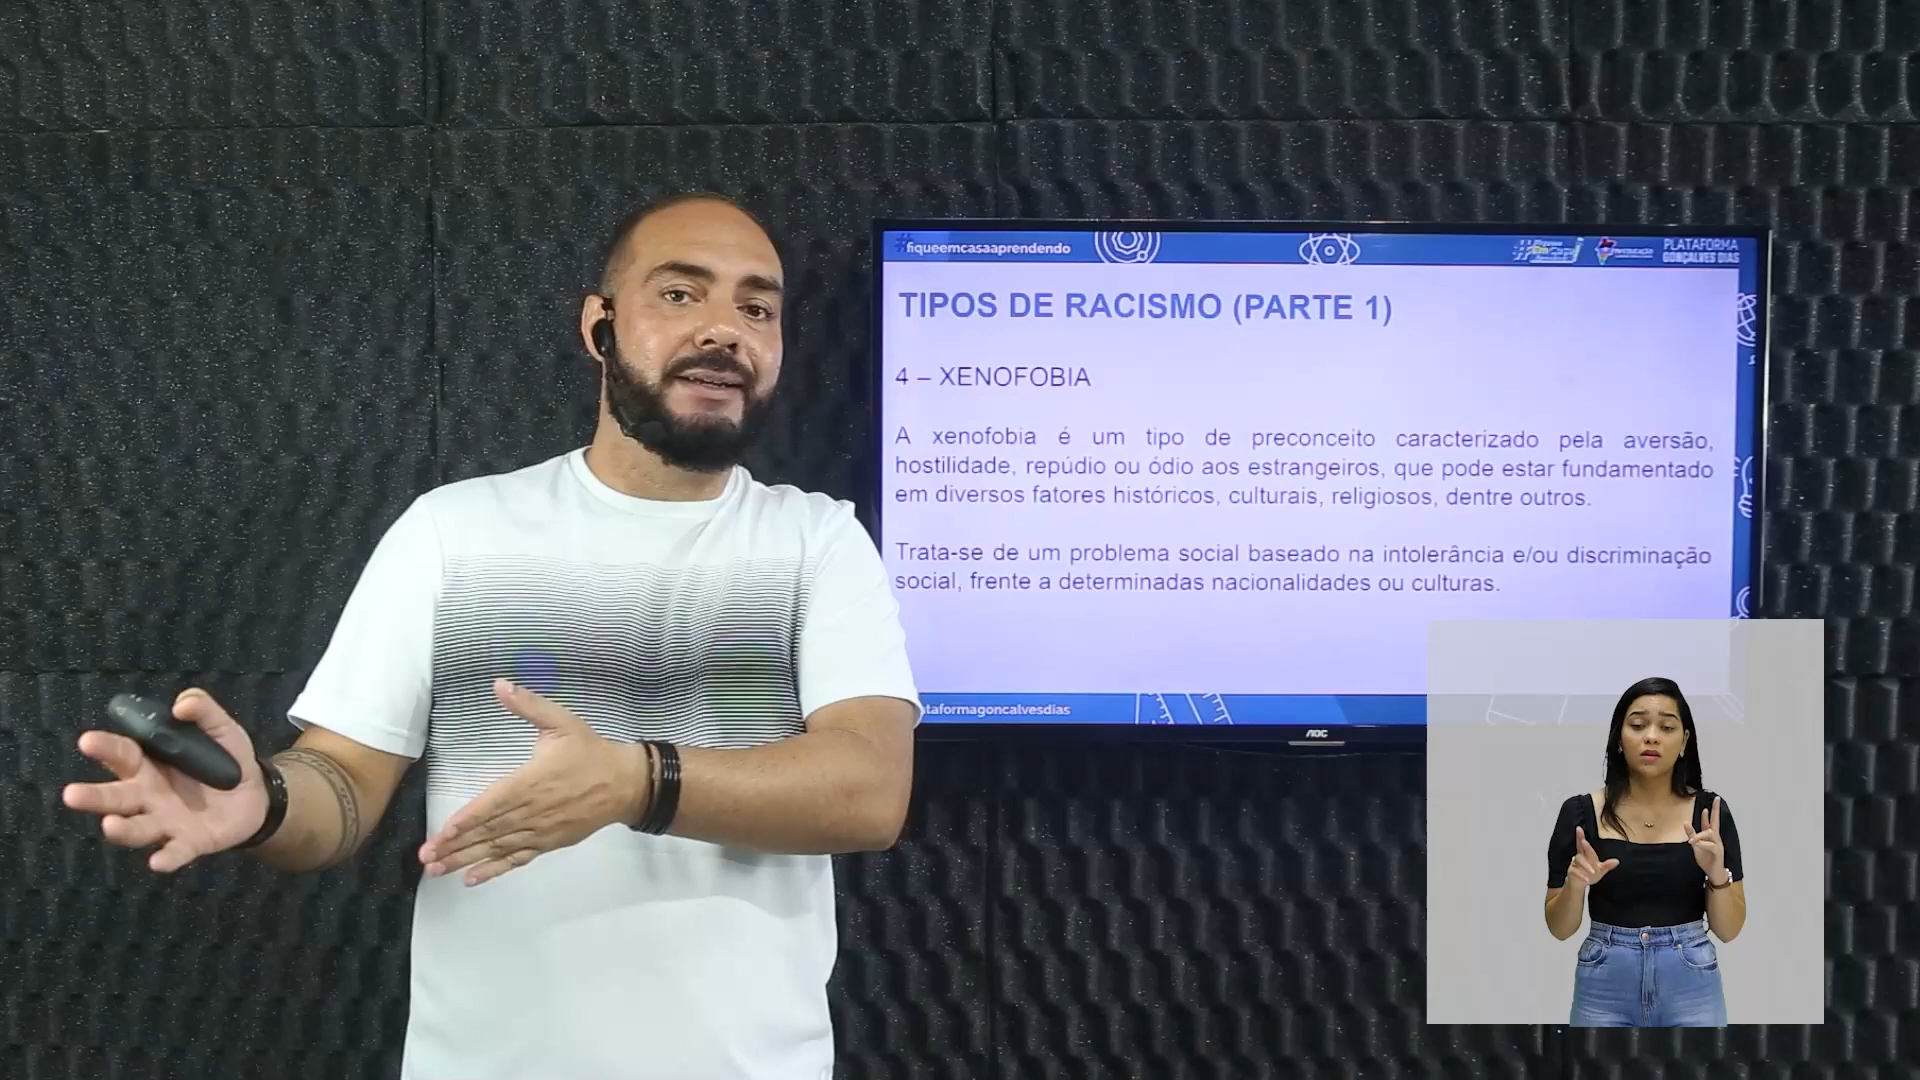 #fiqueemcasaaprendendo
PLATAFORMA
GONÇALVES DIAS
TIPOS DE RACISMO (PARTE 1)
4 – XENOFOBIA
A xenofobia é um tipo de preconceito caracterizado pela aversão,
hostilidade, repúdio ou ódio aos estrangeiros, que pode estar fundamentado
em diversos fatores históricos, culturais, religiosos, dentre outros.
Trata-se de um problema social baseado na intolerância e/ou discriminação
social, frente a determinadas nacionalidades ou culturas.
taformagoncalvesdias
AOC